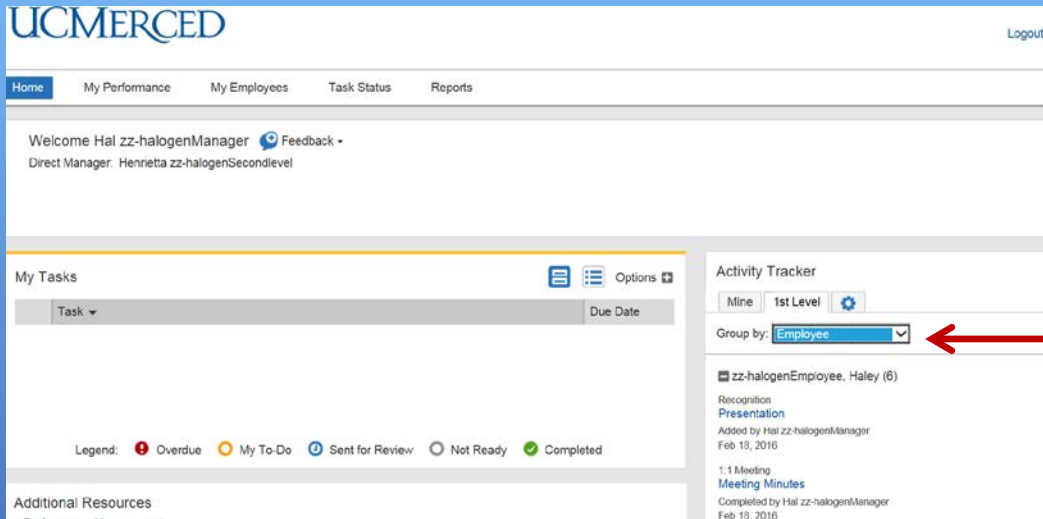 UCMERCED
Logout
Home My Performance My Employees Task Status Reports
Welcome Hal zz-halogenManager Feedback
Direct Manager: Henrietta zz-halogenSecondlevel
My Tasks
Options
Task Due Date
Legend: Overdue My To-Do Sent for Review Not Ready Completed
Additional Resources
Activity Tracker
Mine 1st Level
Group by: Employee
zz-halogenEmployee, Haley (6)
Recognition
Presentation
Added by Hal zz-halogenManager
Feb 18, 2016
1:1 Meeting
Meeting Minutes
Completed by Hal zz-halogenManager
Feb 18, 2016